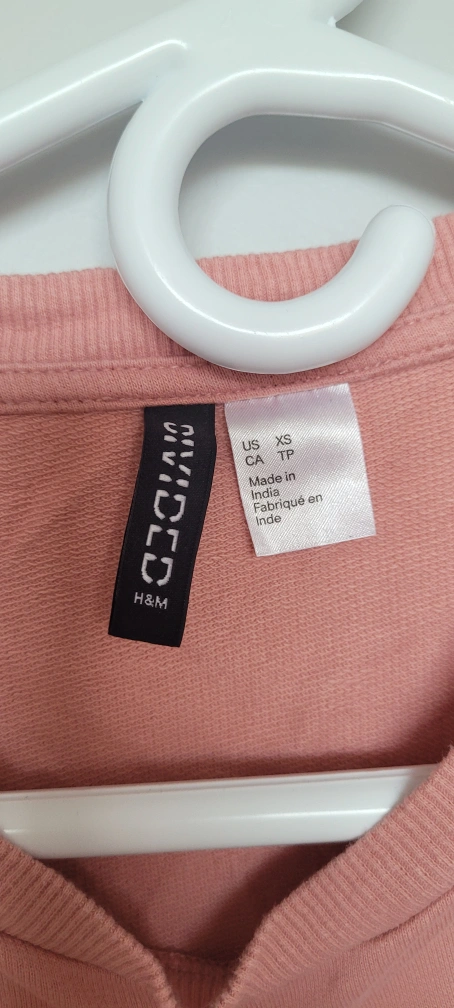 DIVIDED
H&M
US XS
CA TP
Made in
India
Fabriqué en
Inde